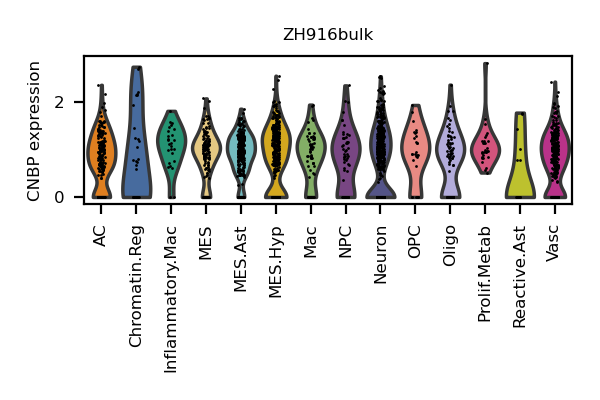 ZH916bulk
CNBP expression
2
0
AC
Chromatin.Reg
Inflammatory.Mac
MES
MES.Ast
MES.Hyp
Mac
NPC
Neuron
OPC
Oligo
Prolif.Metab
Reactive.Ast
Vasc